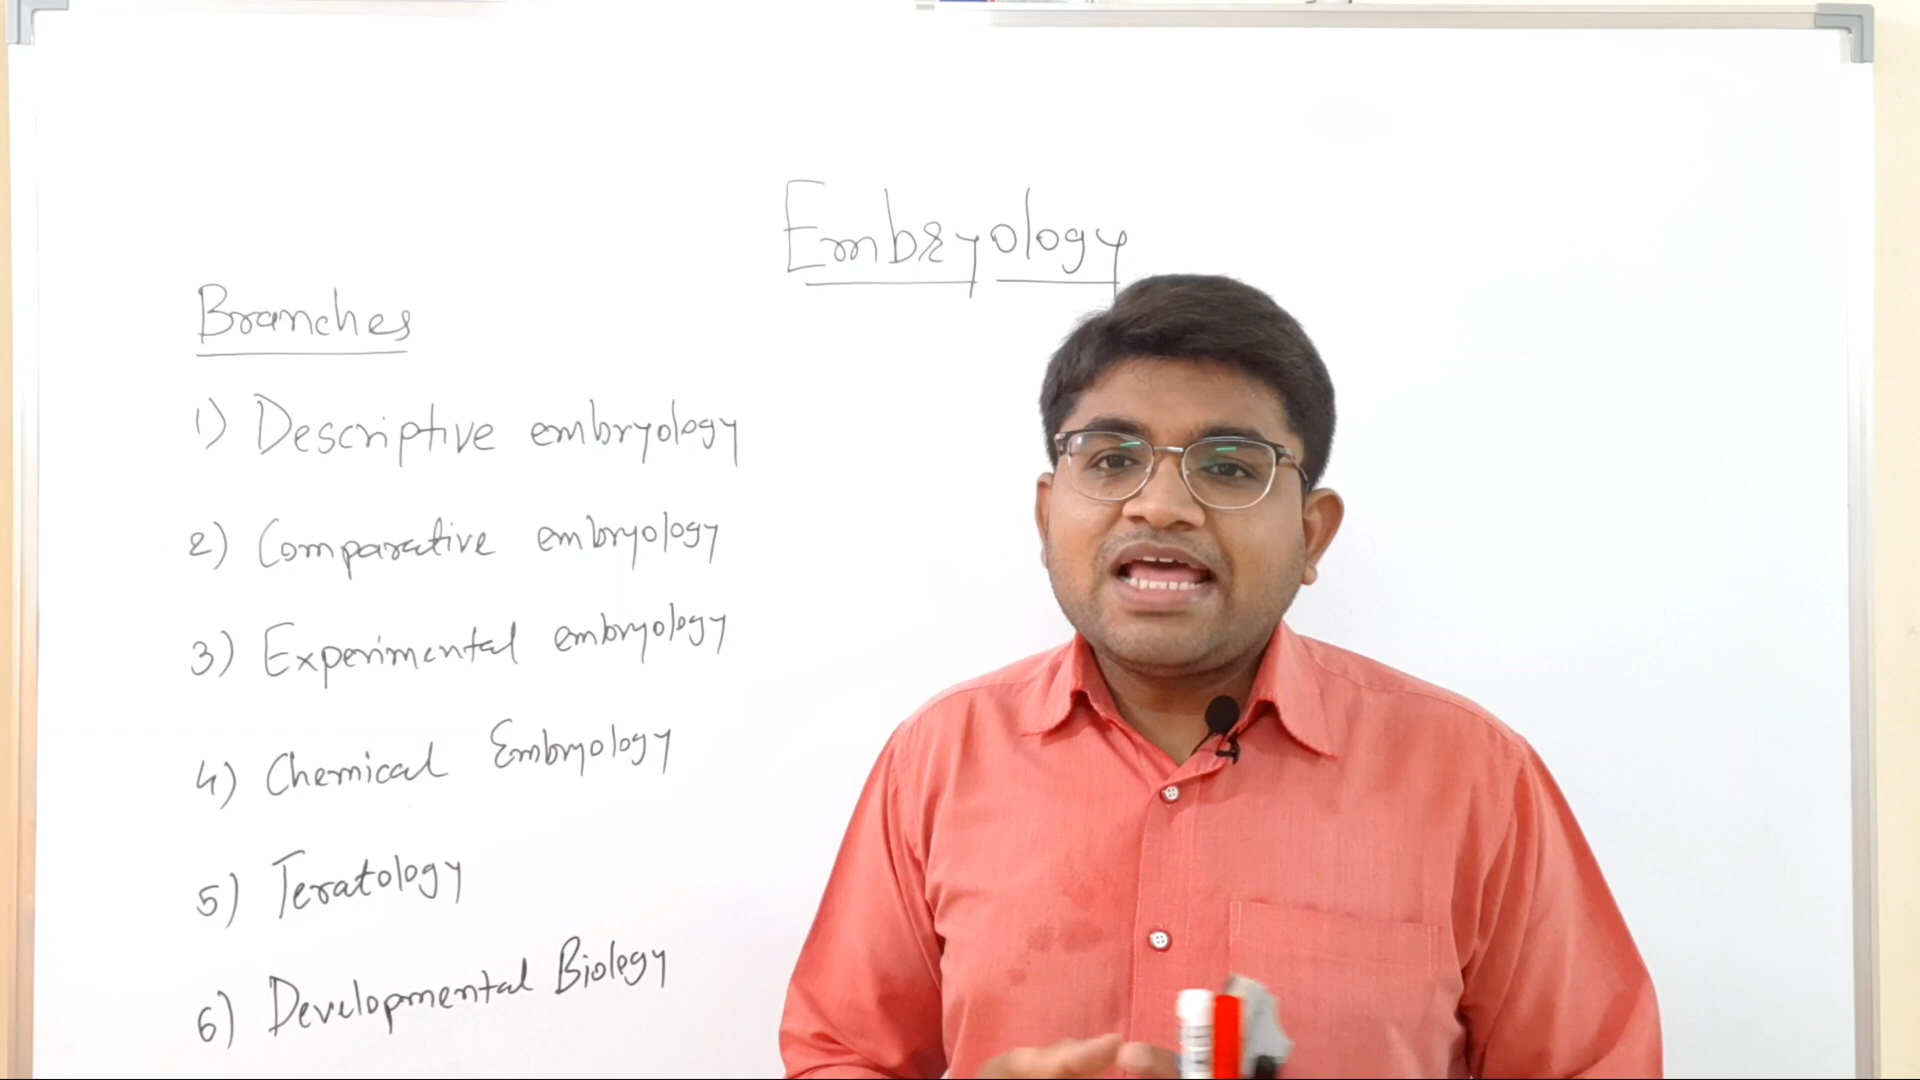 Embryology
Branches
1) Descriptive embryology
2) Comparative embryology
3) Experimental embryology
4) Chemical Embryology
5) Teratology
6) Developmental Biology